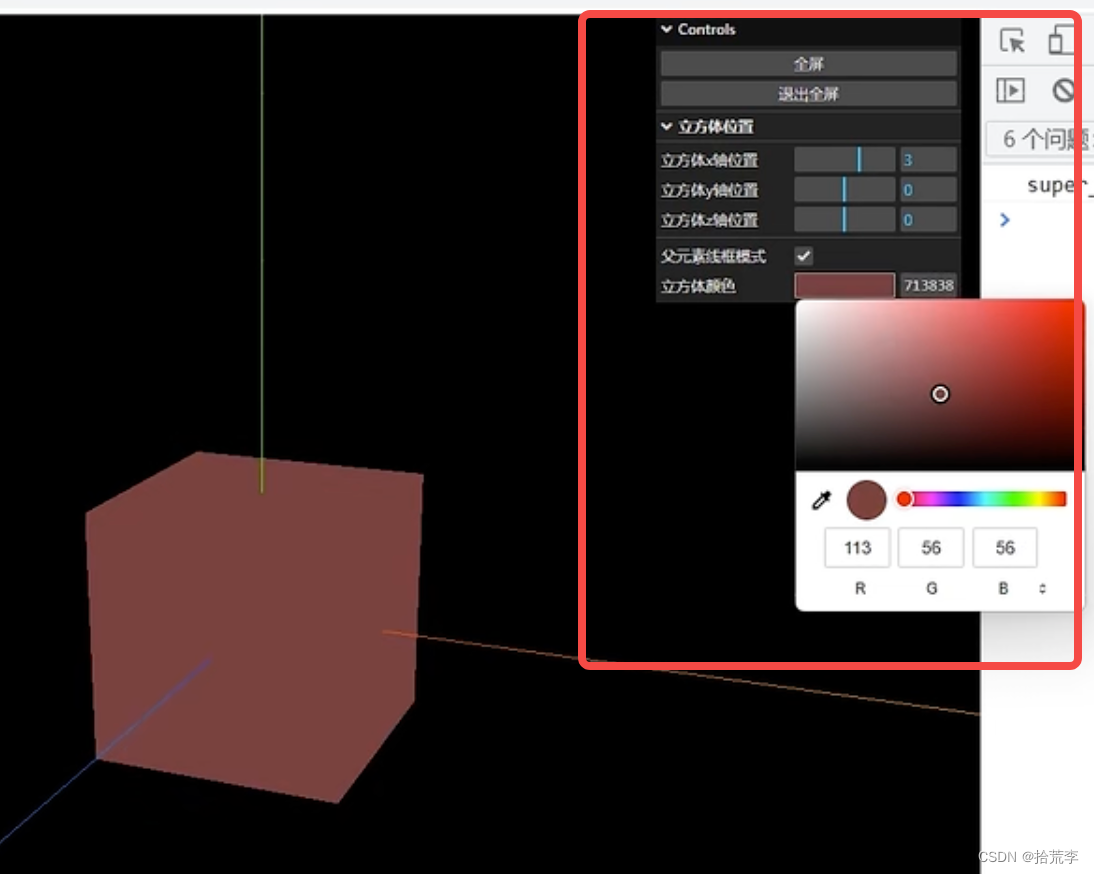 Controls
全屏
退出全屏
立方体位置
立方体x轴位置 3
立方体y轴位置 0
立方体z轴位置 0
父元素线框模式
立方体颜色 713838
6 个问题:
super_
113 56 56
R G B
CSDN @拾荒李